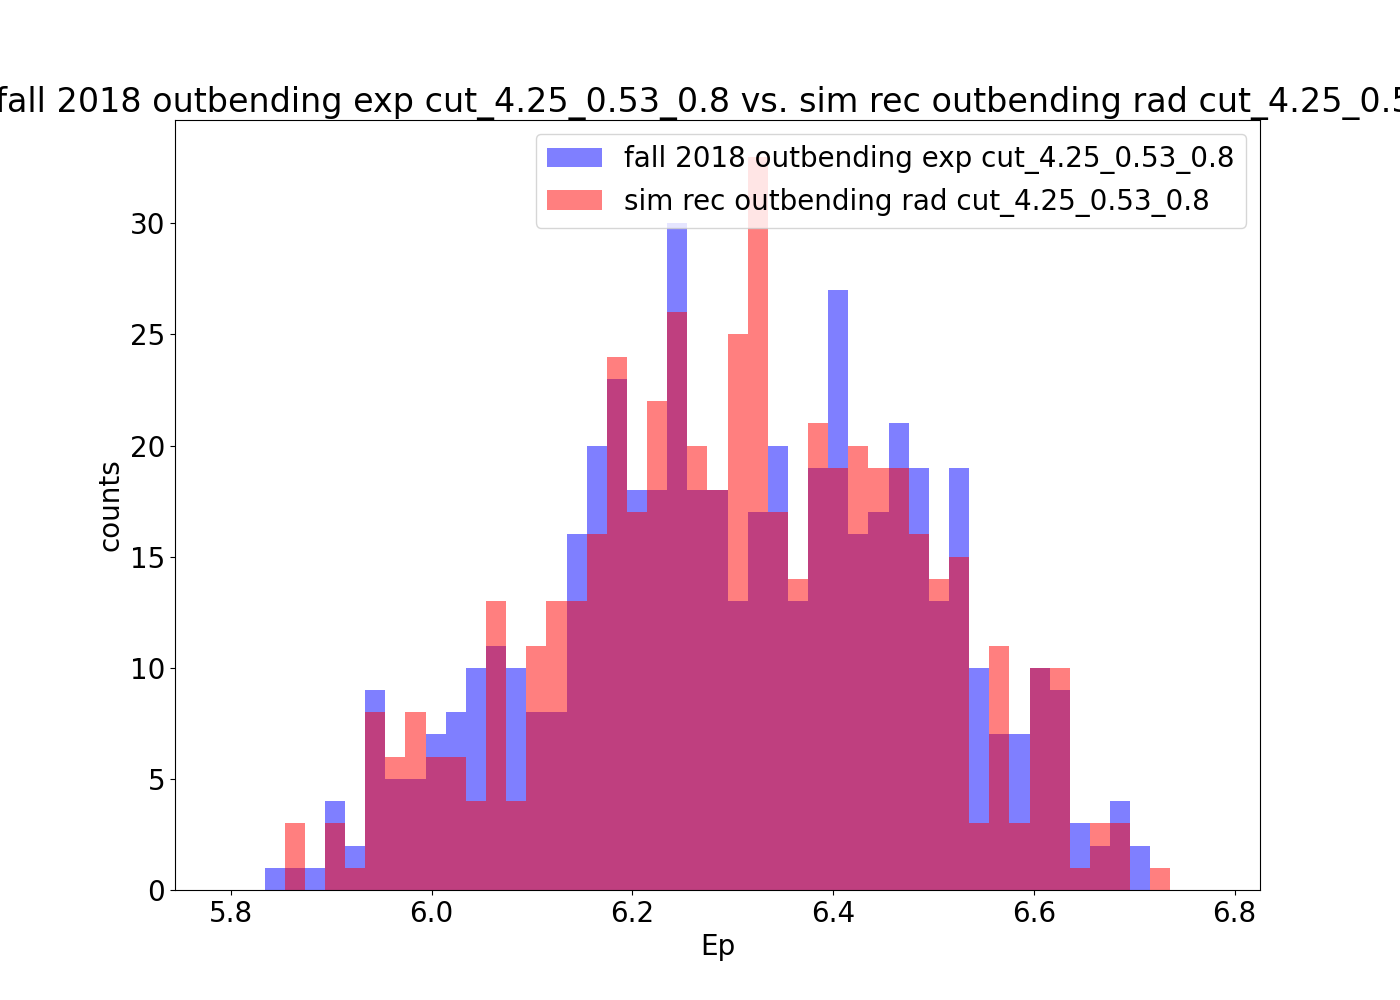 fall 2018 outbending exp cut_4.25_0.53_0.8 vs. sim rec outbending rad cut_4.25_0.5
fall 2018 outbending exp cut_4.25_0.53_0.8
sim rec outbending rad cut_4.25_0.53_0.8
30
25
20
15
10
5
0
counts
5.8 6.0 6.2 6.4 6.6 6.8
Ep